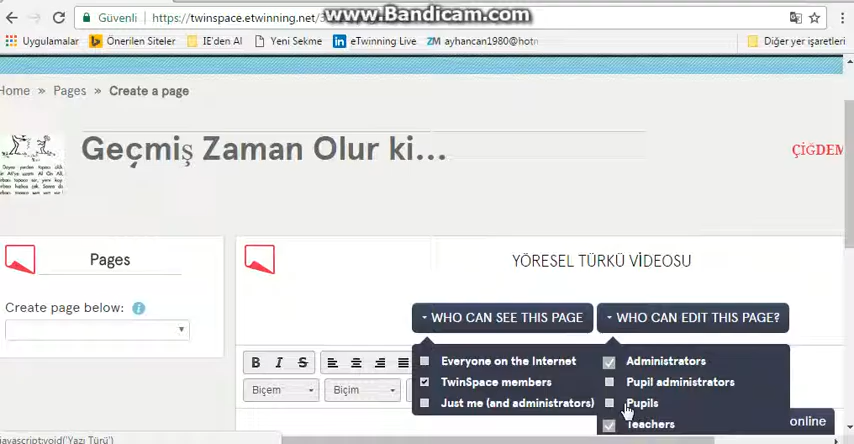 Güvenli
https://twinspace.etwinning.net/3
www.Bandicam.com
Uygulamalar
Önerilen Siteler
IE'den Al
Yeni Sekme
eTwinning Live
ZM ayhancan1980@hotm
Diğer yer işaretleri
Home » Pages » Create a page
Geçmiş Zaman Olur ki...
ÇİĞDEM
Pages
YÖRESEL TÜRKÜ VİDEOSU
Create page below:
WHO CAN SEE THIS PAGE
WHO CAN EDIT THIS PAGE?
B I S
Biçem
Biçim
Everyone on the Internet
TwinSpace members
Just me (and administrators)
Administrators
Pupil administrators
Pupils
Teachers
online
javascript:void('Yazı Türü')